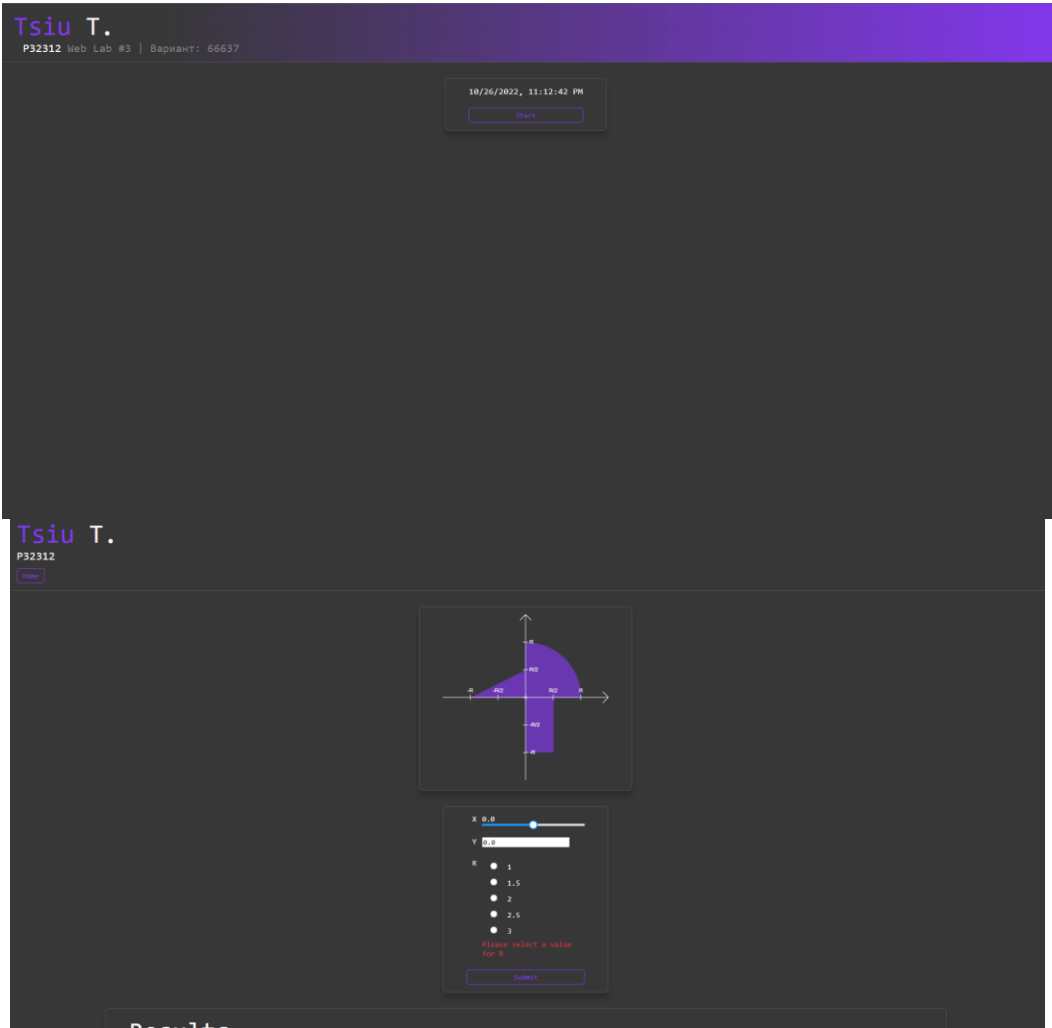 Tsiu T.
P32312 Web Lab #3 | Вариант: 66637
10/26/2022, 11:12:42 PM
Start
Tsiu T.
P32312
Home
R
R/2
-R
-R/2
R/2
R
-R/2
-R
X 0.0
Y 0.0
R
1
1.5
2
2.5
3
Please select a value
for R
Submit
Results